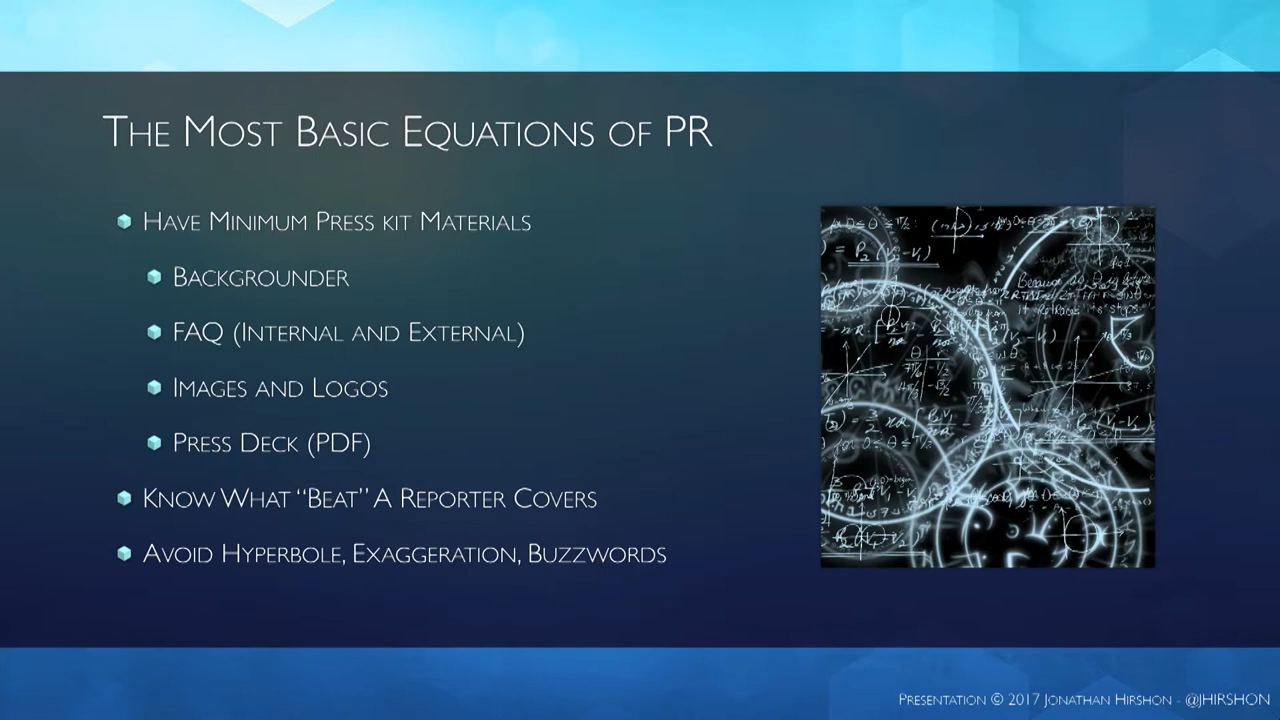 The Most Basic Equations of PR
Have Minimum Press kit Materials
Backgrounder
FAQ (Internal and External)
Images and Logos
Press Deck (PDF)
Know What “Beat” A Reporter Covers
Avoid Hyperbole, Exaggeration, Buzzwords
Presentation © 2017 Jonathan Hirshon - @JHIRSHON